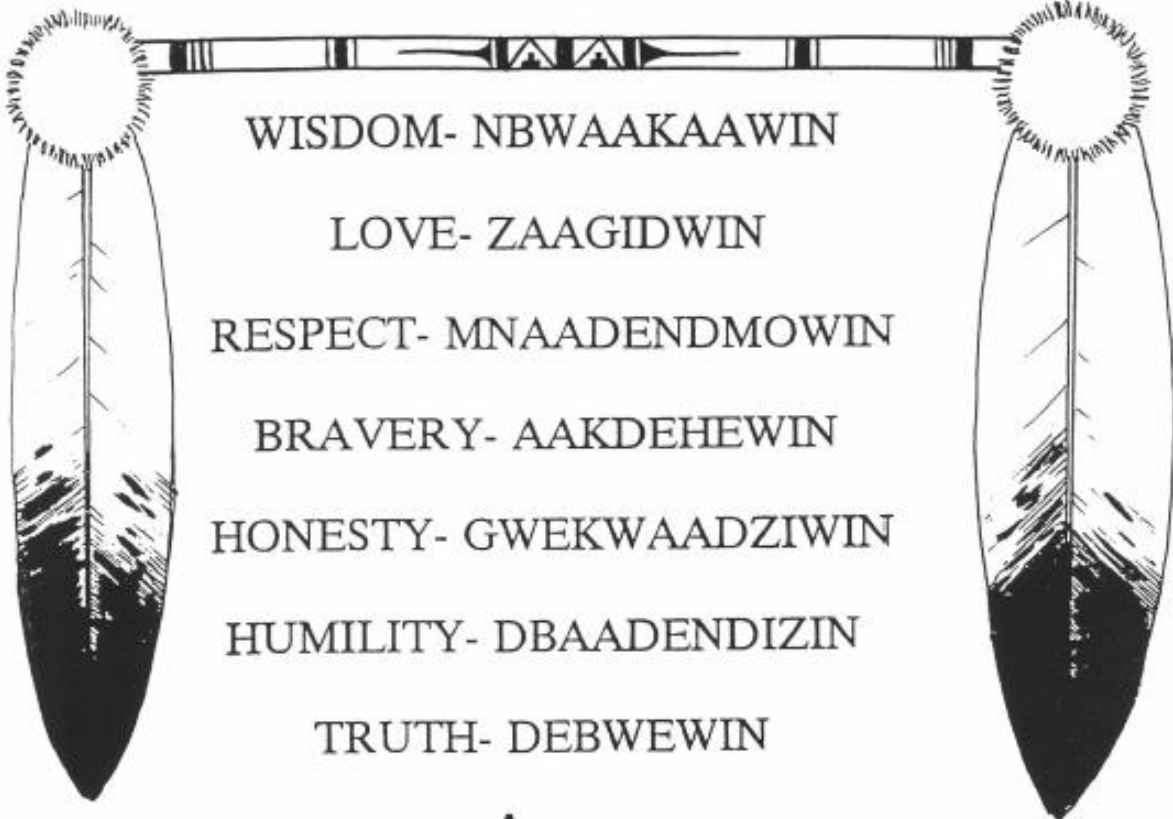 WISDOM- NBWAAKAAWIN
LOVE- ZAAGIDWIN
RESPECT- MNAADENDMOWIN
BRAVERY- AAKDEHEWIN
HONESTY- GWEKWAADZIWIN
HUMILITY- DBAADENDIZIN
TRUTH- DEBWEWIN